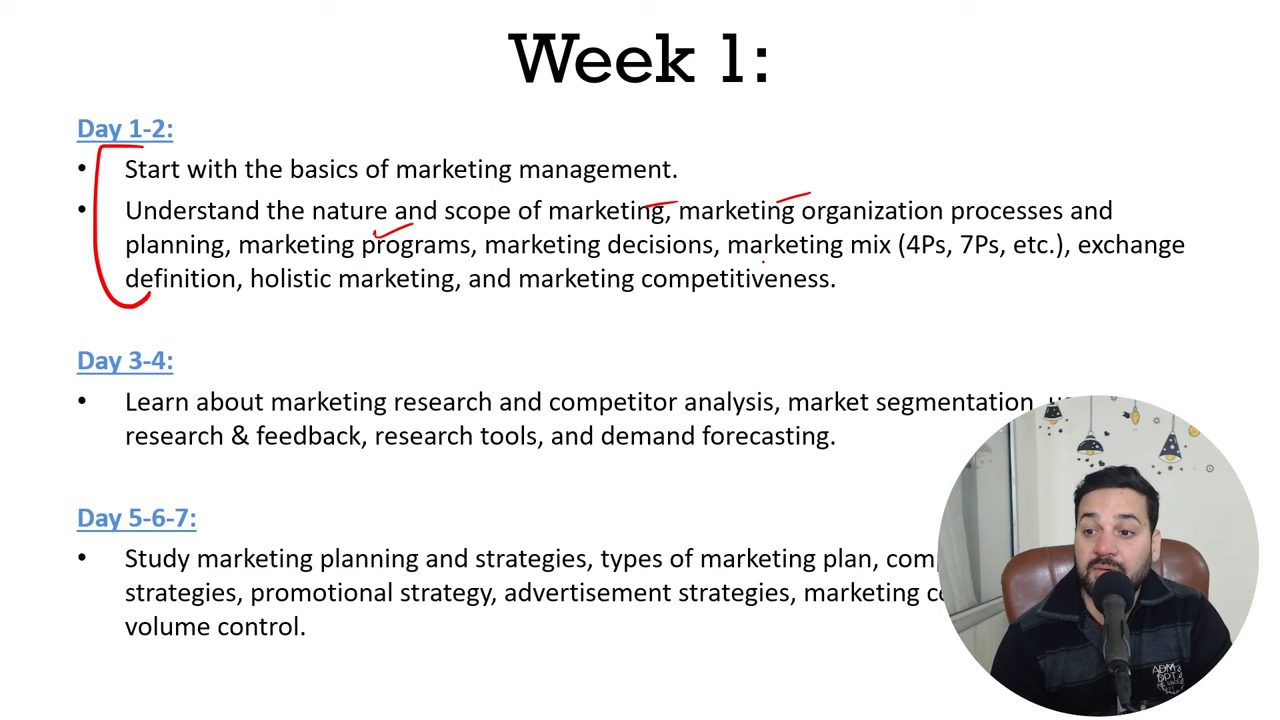 Week 1:
Day 1-2:
• Start with the basics of marketing management.
• Understand the nature and scope of marketing, marketing organization processes and
planning, marketing programs, marketing decisions, marketing mix (4Ps, 7Ps, etc.), exchange
definition, holistic marketing, and marketing competitiveness.
Day 3-4:
• Learn about marketing research and competitor analysis, market segmentation,
research & feedback, research tools, and demand forecasting.
Day 5-6-7:
• Study marketing planning and strategies, types of marketing plan,
strategies, promotional strategy, advertisement strategies, marketing
volume control.
ADM
DPT